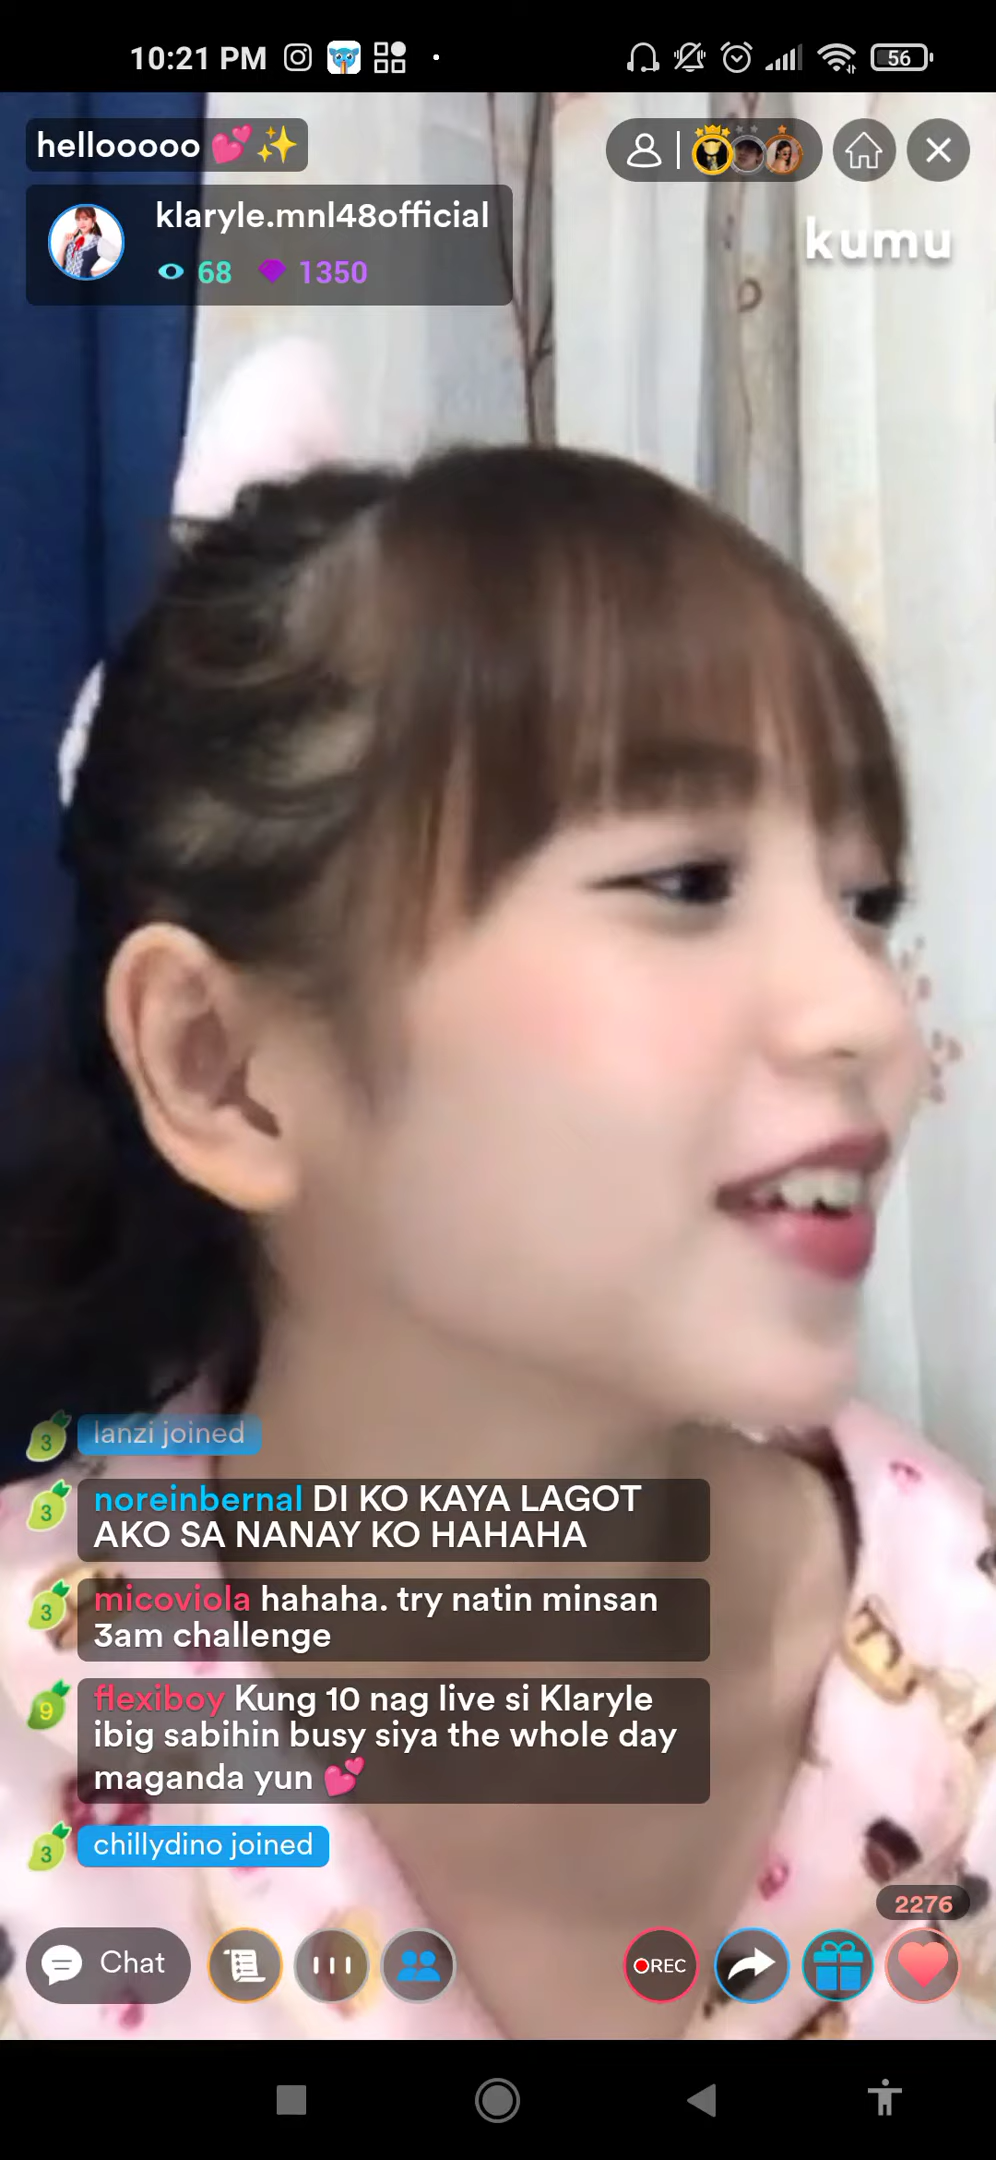 10:21 PM
56
hellooooo 💕✨
klaryle.mnl48official
68 1350
kumu
3 lanzi joined
3 noreinbernal DI KO KAYA LAGOT
AKO SA NANAY KO HAHAHA
3 micoviola hahaha. try natin minsan
3am challenge
9 flexiboy Kung 10 nag live si Klaryle
ibig sabihin busy siya the whole day
maganda yun 💕
3 chillydino joined
2276
Chat
REC